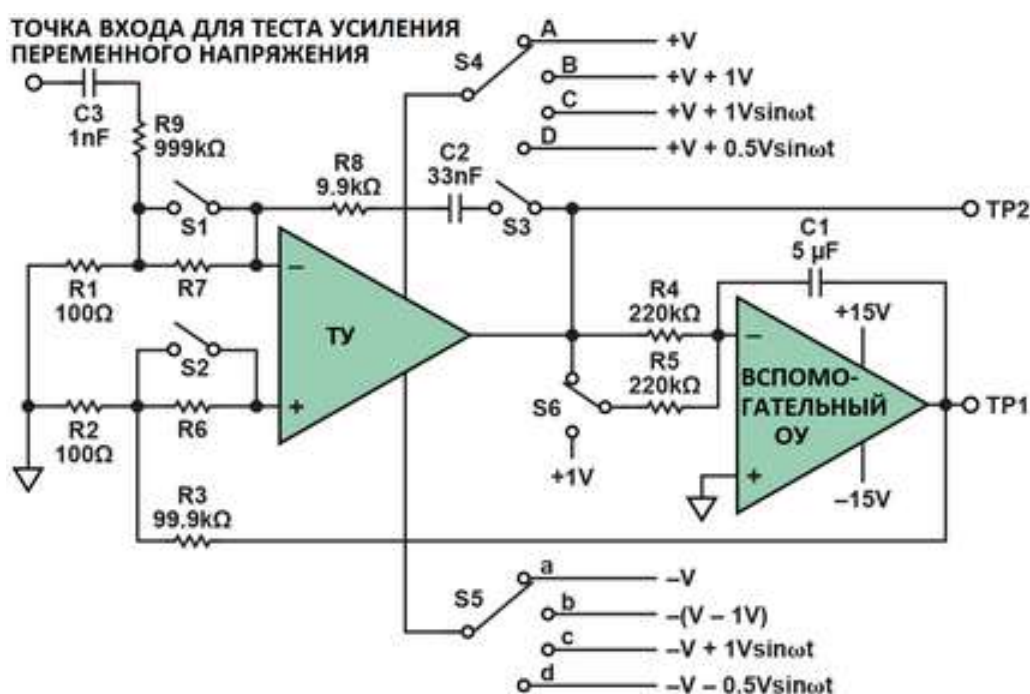 ТОЧКА ВХОДА ДЛЯ ТЕСТА УСИЛЕНИЯ
ПЕРЕМЕННОГО НАПРЯЖЕНИЯ
C3
1nF
R9
999kΩ
S4
A
+V
B
+V + 1V
C
+V + 1Vsinωt
D
+V + 0.5Vsinωt
R8
9.9kΩ
C2
33nF
S3
TP2
S1
R1
100Ω
R7
–
ТУ
S2
R2
100Ω
R6
+
R4
220kΩ
R5
220kΩ
S6
+1V
C1
5 µF
+15V
–
ВСПОМО-
ГАТЕЛЬНЫЙ
ОУ
+
–15V
TP1
R3
99.9kΩ
S5
a
–V
b
–(V – 1V)
c
–V + 1Vsinωt
d
–V – 0.5Vsinωt